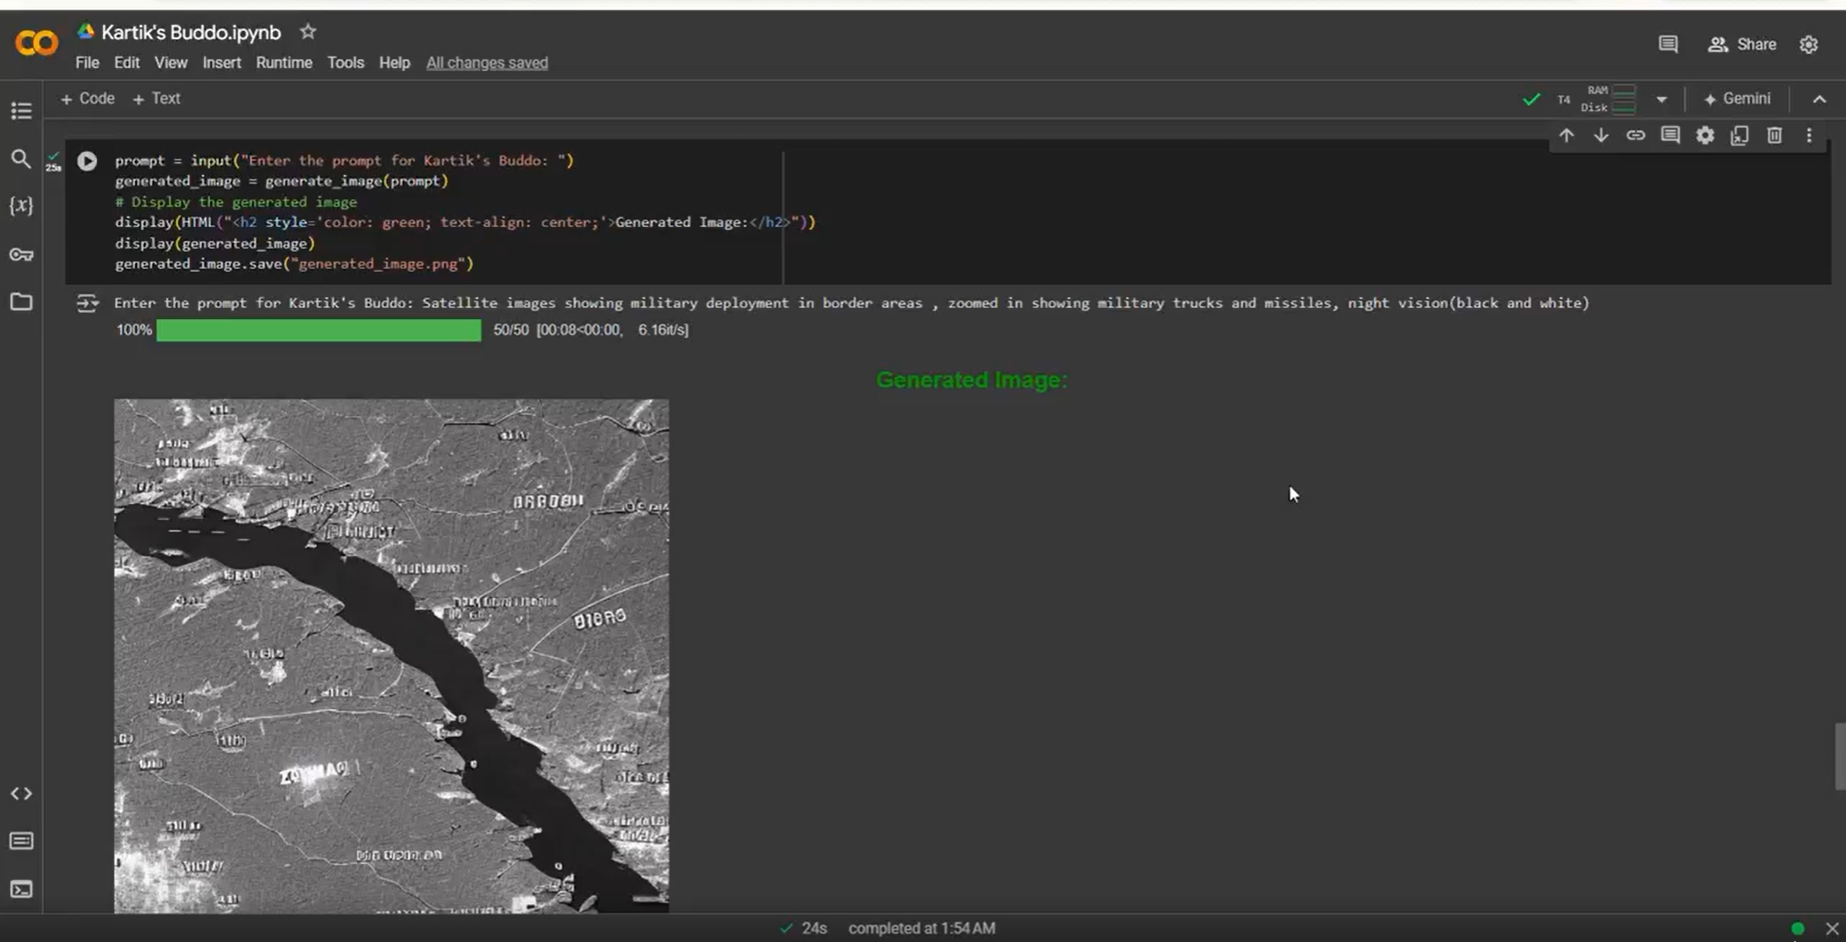 Kartik's Buddo.ipynb
File Edit View Insert Runtime Tools Help All changes saved
Share
+ Code + Text
T4 RAM Disk
Gemini
25s
prompt = input("Enter the prompt for Kartik's Buddo: ")
generated_image = generate_image(prompt)
# Display the generated image
display(HTML("<h2 style='color: green; text-align: center;'>Generated Image:</h2>"))
display(generated_image)
generated_image.save("generated_image.png")
Enter the prompt for Kartik's Buddo: Satellite images showing military deployment in border areas , zoomed in showing military trucks and missiles, night vision(black and white)
100% 50/50 [00:08<00:00, 6.16it/s]
Generated Image:
24s completed at 1:54 AM